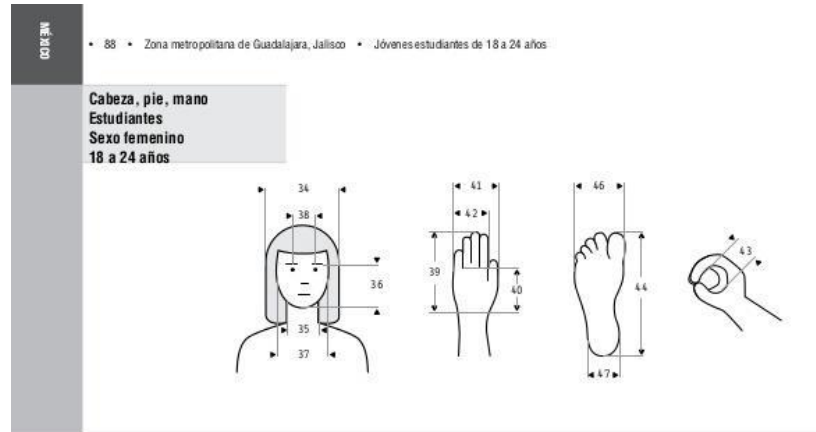 MÉXICO
• 88 • Zona metropolitana de Guadalajara, Jalisco • Jóvenes estudiantes de 18 a 24 años
Cabeza, pie, mano
Estudiantes
Sexo femenino
18 a 24 años
34
38
36
35
37
41
42
39
40
46
44
47
43